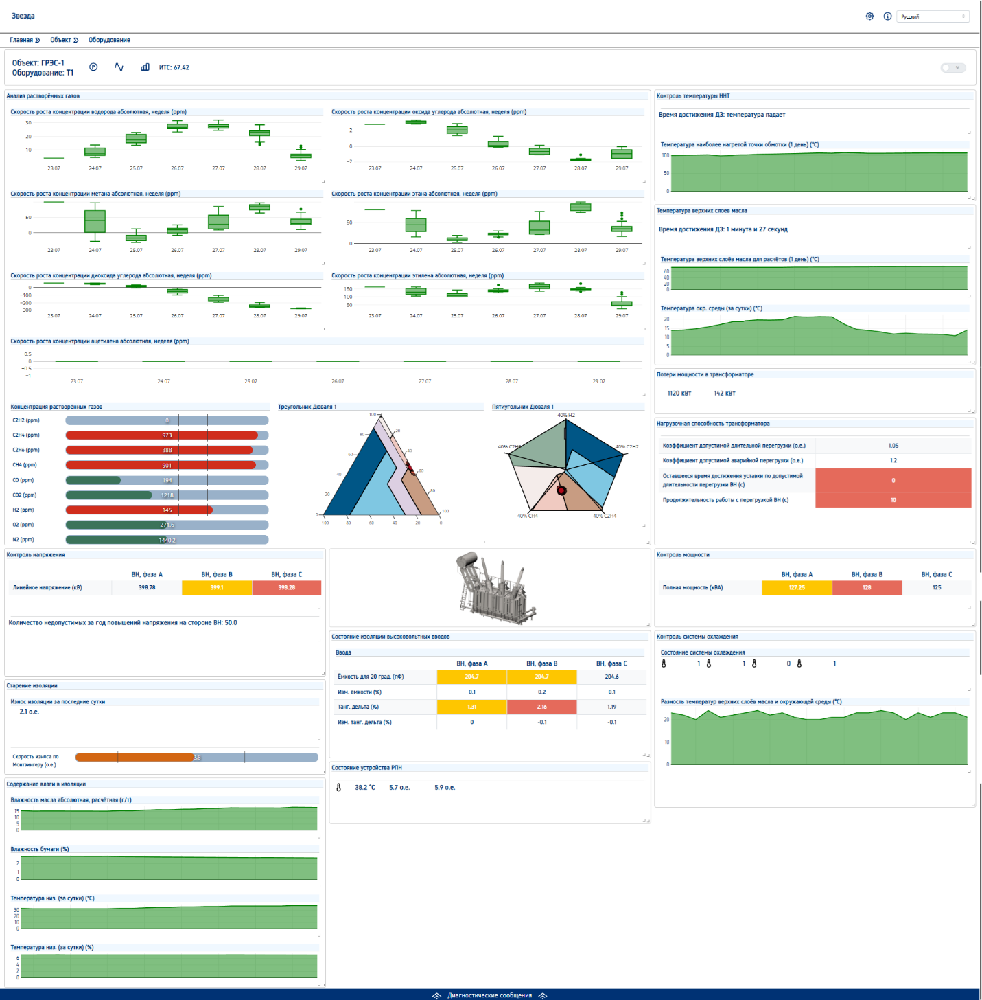 Звезда
Русский
Главная
Объект
Оборудование
Объект: ГРЭС-1
Оборудование: Т1
ИТС: 67.42
%
Анализ растворённых газов
Скорость роста концентрации водорода абсолютная, неделя (ppm)
30
20
10
23.07 24.07 25.07 26.07 27.07 28.07 29.07
Скорость роста концентрации оксида углерода абсолютная, неделя (ppm)
2
0
−2
23.07 24.07 25.07 26.07 27.07 28.07 29.07
Скорость роста концентрации метана абсолютная, неделя (ppm)
50
0
23.07 24.07 25.07 26.07 27.07 28.07 29.07
Скорость роста концентрации этана абсолютная, неделя (ppm)
50
0
23.07 24.07 25.07 26.07 27.07 28.07 29.07
Скорость роста концентрации диоксида углерода абсолютная, неделя (ppm)
0
−100
−200
−300
23.07 24.07 25.07 26.07 27.07 28.07 29.07
Скорость роста концентрации этилена абсолютная, неделя (ppm)
150
100
50
23.07 24.07 25.07 26.07 27.07 28.07 29.07
Скорость роста концентрации ацетилена абсолютная, неделя (ppm)
0.5
0
−0.5
−1
23.07 24.07 25.07 26.07 27.07 28.07 29.07
Концентрация растворённых газов
C2H2 (ppm) 0
C2H4 (ppm) 973
C2H6 (ppm) 388
CH4 (ppm) 901
CO (ppm) 194
CO2 (ppm) 1218
H2 (ppm) 145
O2 (ppm) 271.6
N2 (ppm) 1440.2
Треугольник Дюваля 1
100
80
60
40
20
0
20
40
60
80
100
100 80 60 40 20 0
Пятиугольник Дюваля 1
40% H2
40% C2H6
40% C2H2
40% CH4
40% C2H4
Контроль температуры ННТ
Время достижения ДЗ: температура падает
Температура наиболее нагретой точки обмотки (1 день) (°C)
100
50
0
Температура верхних слоев масла
Время достижения ДЗ: 1 минута и 27 секунд
Температура верхних слоёв масла для расчётов (1 день) (°C)
60
40
20
0
Температура окр. среды (за сутки) (°C)
20
15
10
5
0
Потери мощности в трансформаторе
1120 кВт 142 кВт
Нагрузочная способность трансформатора
Коэффициент допустимой длительной перегрузки (о.е.) 1.05
Коэффициент допустимой аварийной перегрузки (о.е.) 1.2
Оставшееся время достижения уставки по допустимой
длительности перегрузки ВН (с) 0
Продолжительность работы с перегрузкой ВН (с) 10
Контроль напряжения
ВН, фаза A ВН, фаза B ВН, фаза C
Линейное напряжение (кВ) 398.78 399.1 398.28
Количество недопустимых за год повышений напряжения на стороне ВН: 50.0
Контроль мощности
ВН, фаза A ВН, фаза B ВН, фаза C
Полная мощность (кВА) 127.25 128 125
Состояние изоляции высоковольтных вводов
Ввода
ВН, фаза A ВН, фаза B ВН, фаза C
Ёмкость для 20 град. (пФ) 204.7 204.7 204.6
Изм. ёмкости (%) 0.1 0.2 0.1
Танг. дельта (%) 1.31 2.16 1.19
Изм. танг. дельта (%) 0 -0.1 -0.1
Контроль системы охлаждения
Состояние системы охлаждения
1 1 0 1
Разность температур верхних слоёв масла и окружающей среды (°C)
20
10
0
Старение изоляции
Износ изоляции за последние сутки
2.1 о.е.
Скорость износа по
Монтзингеру (о.е.) 2.8
Состояние устройства РПН
38.2 °C 5.7 о.е. 5.9 о.е.
Содержание влаги в изоляции
Влажность масла абсолютная, расчётная (г/т)
15
10
5
0
Влажность бумаги (%)
2
1
0
Температура низ. (за сутки) (°C)
30
20
10
0
Температура низ. (за сутки) (%)
6
4
2
0
Диагностические сообщения